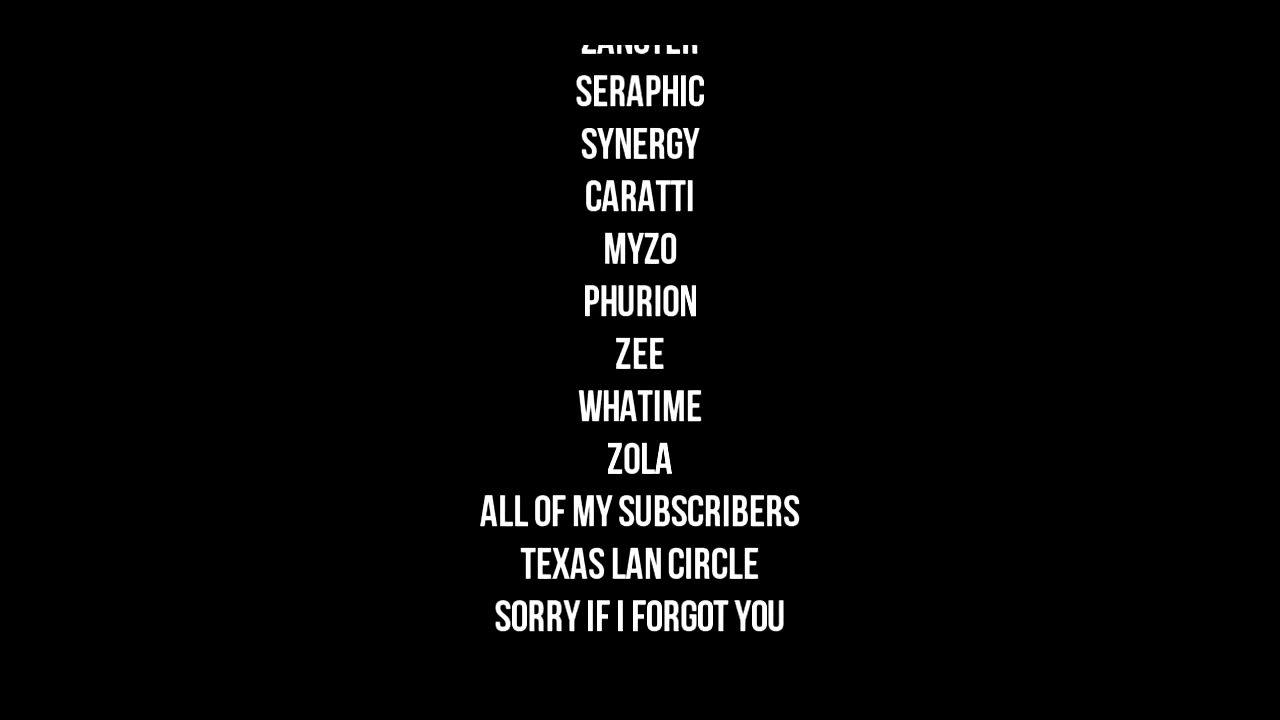 SERAPHIC
SYNERGY
CARATTI
MYZO
PHURION
ZEE
WHATIME
ZOLA
ALL OF MY SUBSCRIBERS
TEXAS LAN CIRCLE
SORRY IF I FORGOT YOU